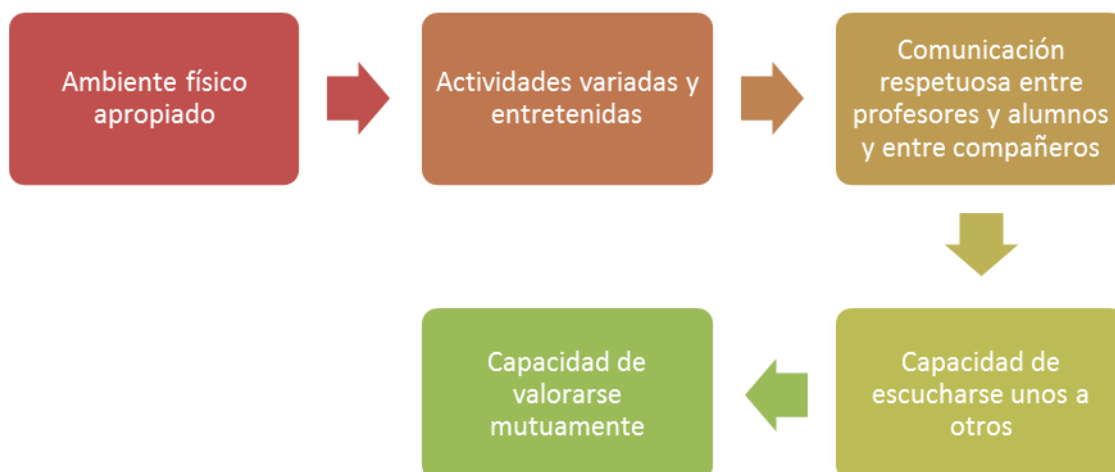 Ambiente físico
apropiado
Actividades variadas y
entretenidas
Comunicación
respetuosa entre
profesores y alumnos
y entre compañeros
Capacidad de
escucharse unos a
otros
Capacidad de
valorarse
mutuamente